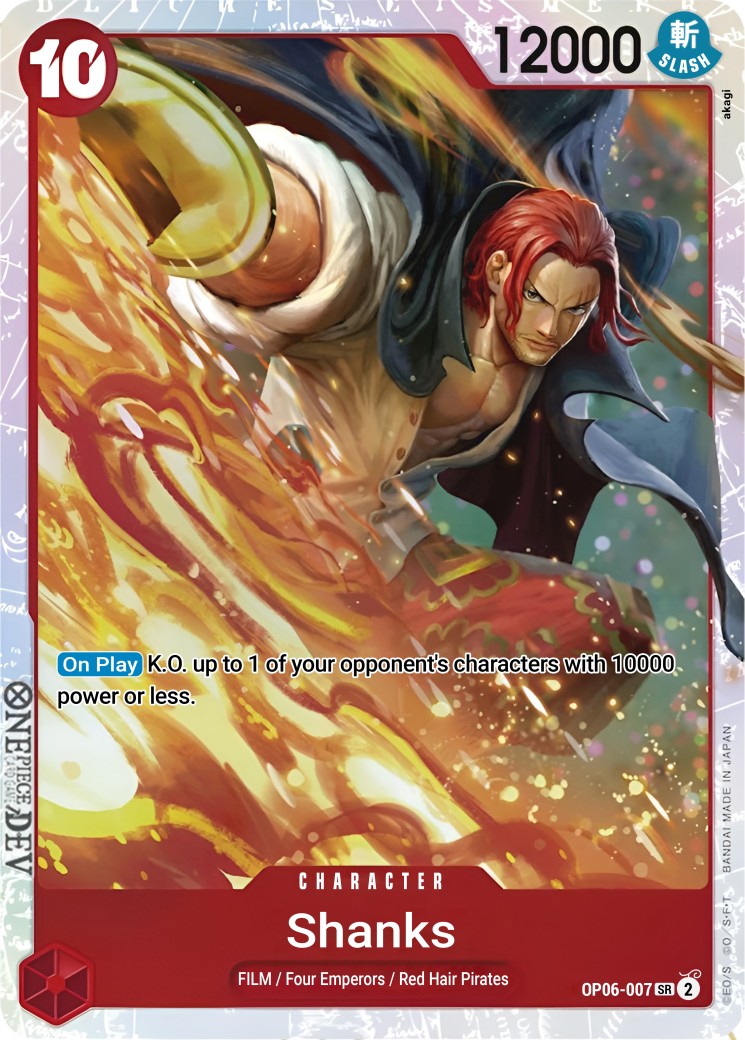 10
12000
斬
SLASH
akagi
On Play K.O. up to 1 of your opponent's characters with 10000
power or less.
ONE PIECE DEV
CARD GAME
BANDAI MADE IN JAPAN
©E.O/S ©O/S·F·T
CHARACTER
Shanks
FILM / Four Emperors / Red Hair Pirates
OP06-007 SR 2